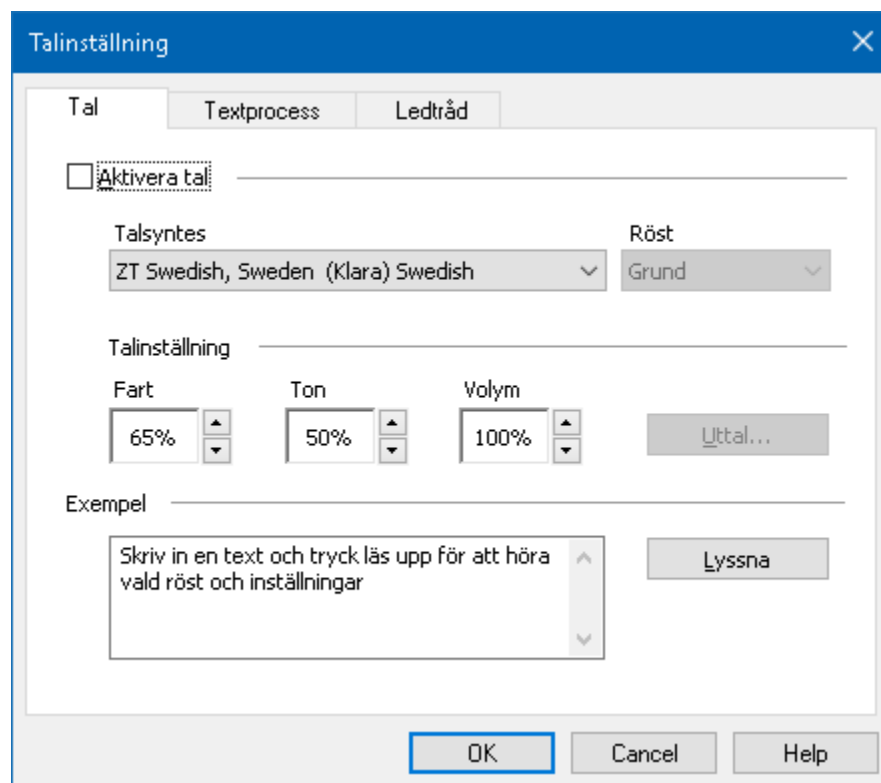 Talinställning
Tal Textprocess Ledtråd
Aktivera tal
Talsyntes Röst
ZT Swedish, Sweden (Klara) Swedish Grund
Talinställning
Fart Ton Volym
65% 50% 100% Uttal...
Exempel
Skriv in en text och tryck läs upp för att höra
vald röst och inställningar
Lyssna
OK Cancel Help